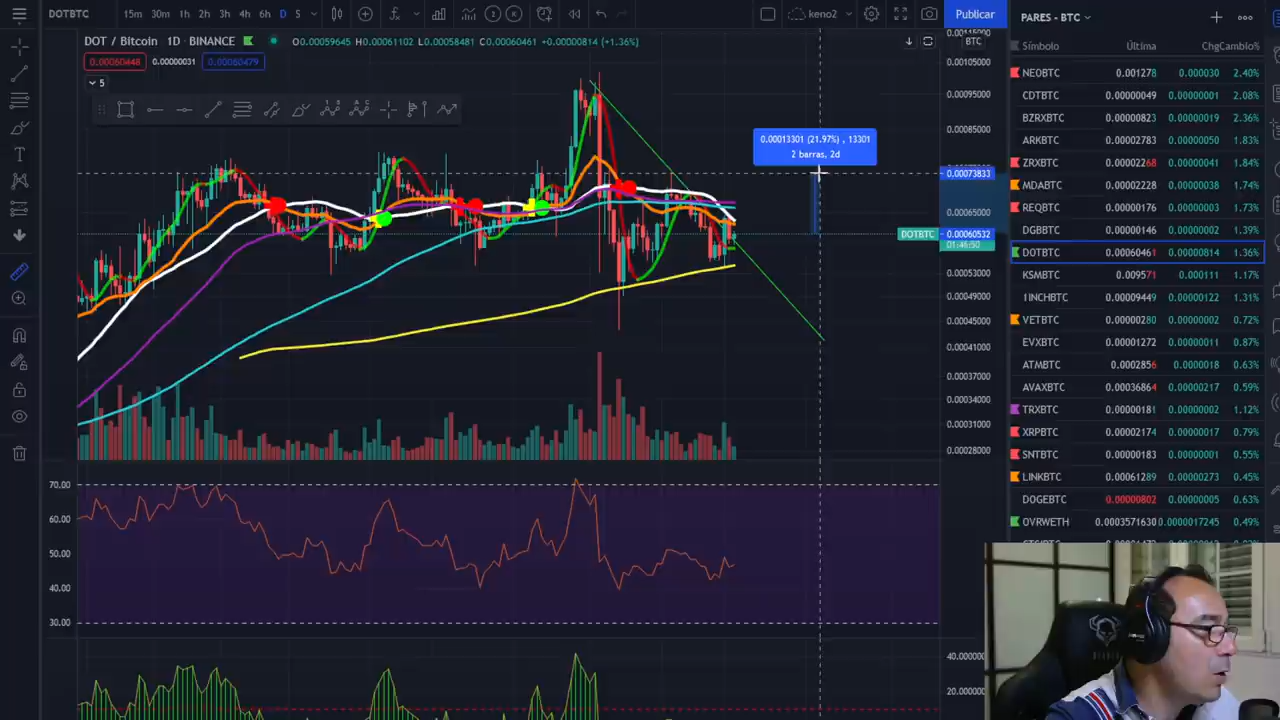 DOTBTC 15m 30m 1h 2h 3h 4h 6h D S keno2 Publicar
DOT / Bitcoin 1D · BINANCE O0.00059645 H0.00061102 L0.00058481 C0.00060461 +0.00000814 (+1.36%)
0.00060448 0.00000031 0.00060479
5
BTC
0.00105000
0.00095000
0.00085000
0.00073833
0.00065000
DOTBTC 0.00060532
01:46:50
0.00053000
0.00049000
0.00045000
0.00041000
0.00037000
0.00034000
0.00031000
0.00028000
0.00013301 (21.97%) , 13301
2 barras, 2d
70.00
60.00
50.00
40.00
30.00
PARES - BTC
Símbolo Última Chg Cambio%
NEOBTC 0.001278 0.000030 2.40%
CDTBTC 0.00000049 0.00000001 2.08%
BZRXBTC 0.00000823 2.36%
ARKBTC 0.00002783 0.00000050 1.83%
ZRXBTC 0.00002268 0.00000041 1.84%
MDABTC 0.00002228 0.00000038 1.74%
REQBTC 0.00000176 0.00000003 1.73%
DGBBTC 0.00000146 0.00000002 1.39%
DOTBTC 0.00060461 0.00000814 1.36%
KSMBTC 0.009571 0.000111 1.17%
1INCHBTC 0.00009449 0.00000122 1.31%
VETBTC 0.00000280 0.00000002 0.72%
EVXBTC 0.00001272 0.00000011 0.87%
ATMBTC 0.0002856 0.0000018 0.63%
AVAXBTC 0.00036864 0.00000217 0.59%
TRXBTC 0.00000181 0.00000002 1.12%
XRPBTC 0.00002174 0.00000017 0.79%
SNTBTC 0.00000183 0.00000001 0.55%
LINKBTC 0.00061289 0.00000273 0.45%
DOGEBTC 0.00000802 0.00000005 0.63%
OVRWETH 0.0003571630 0.0000017245 0.49%